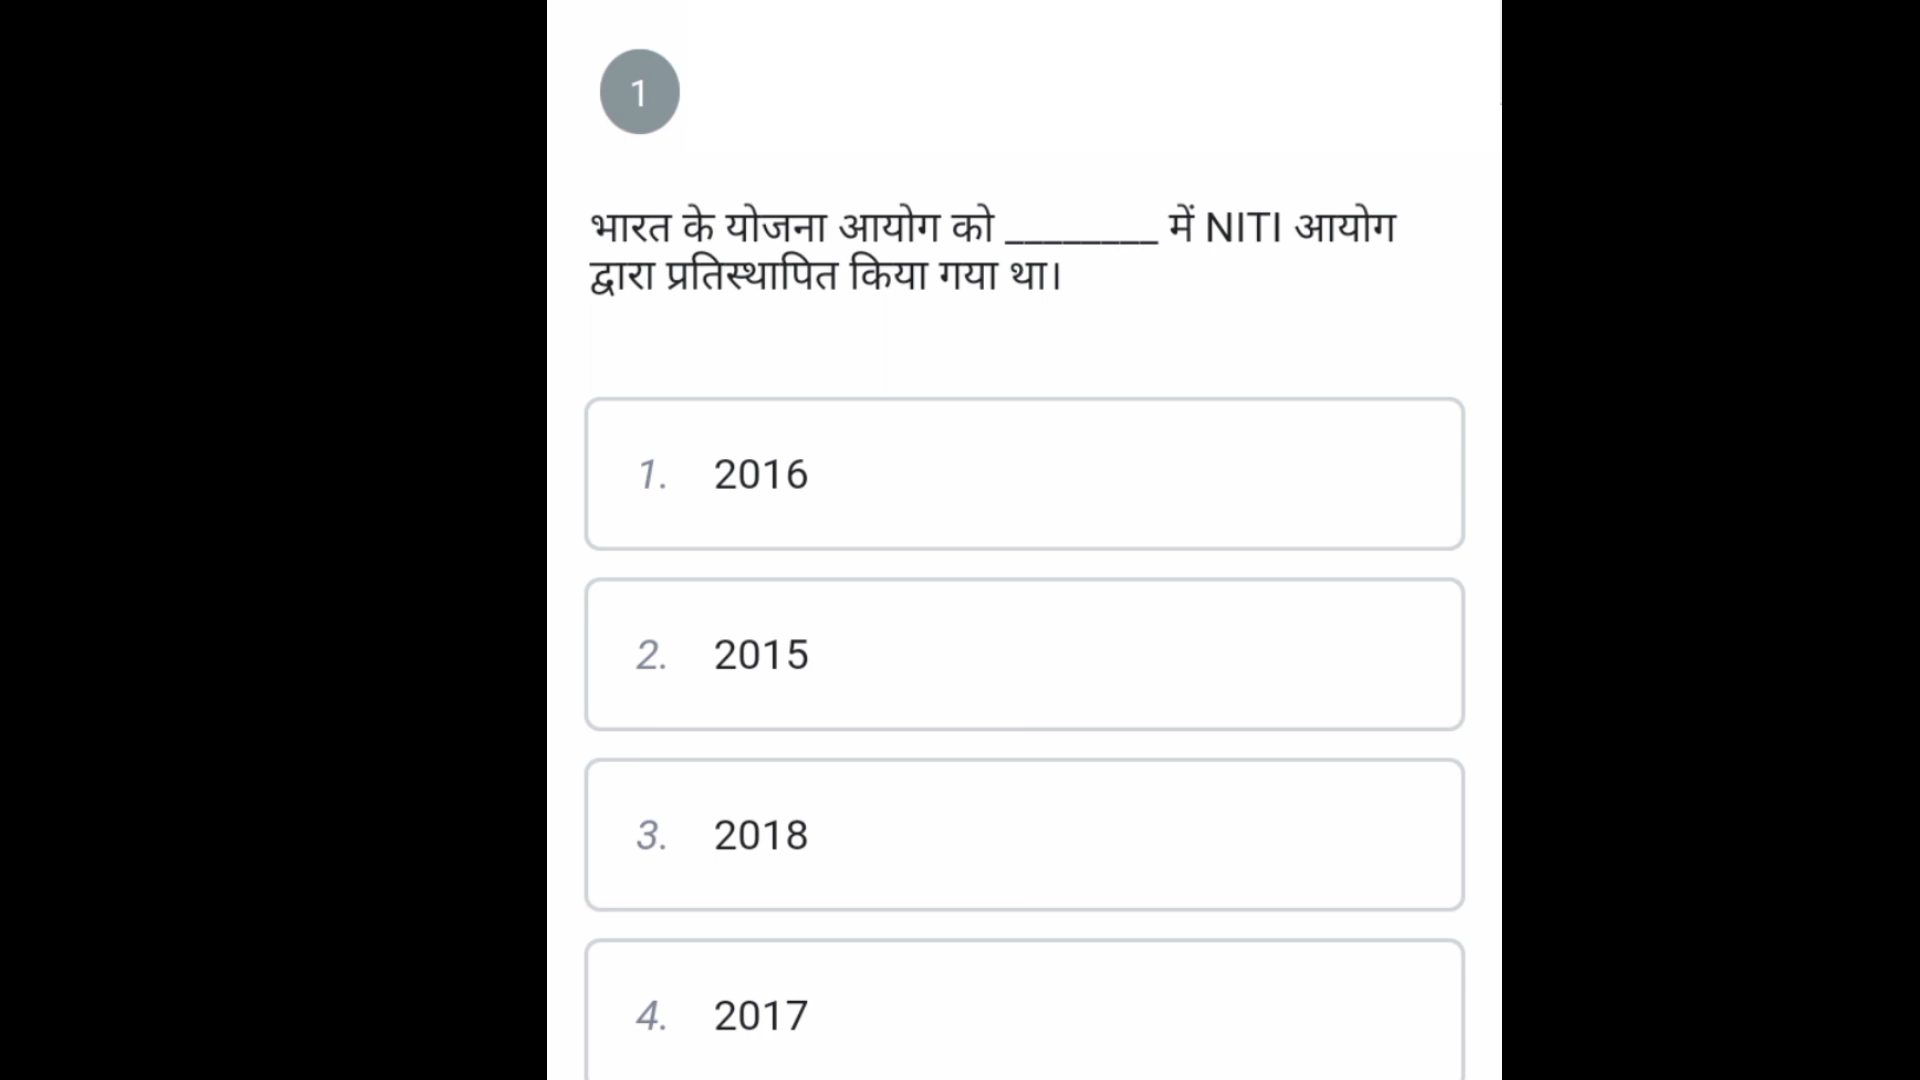 1
भारत के योजना आयोग को ________ में NITI आयोग
द्वारा प्रतिस्थापित किया गया था।
1. 2016
2. 2015
3. 2018
4. 2017